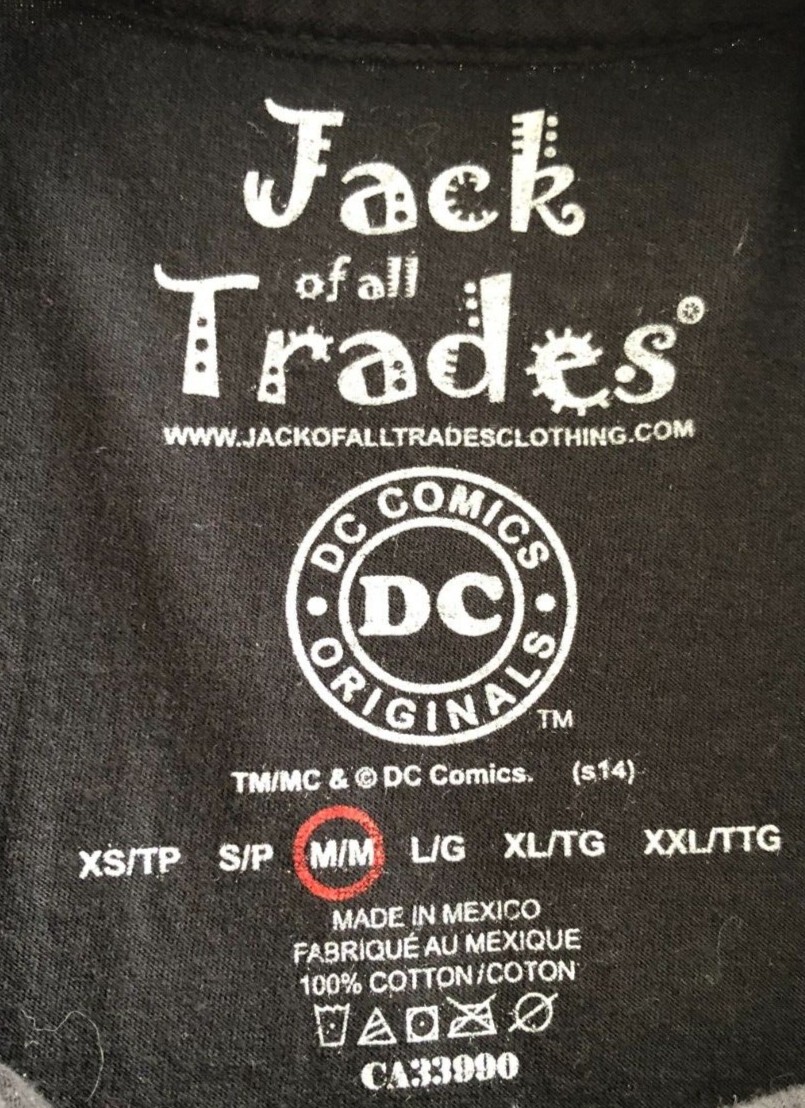 Jack
of all
Trades®
WWW.JACKOFALLTRADESCLOTHING.COM
DC COMICS
DC
ORIGINALS
TM
TM/MC & © DC Comics. (s14)
XS/TP S/P M/M L/G XL/TG XXL/TTG
MADE IN MEXICO
FABRIQUÉ AU MEXIQUE
100% COTTON/COTON
CA33990